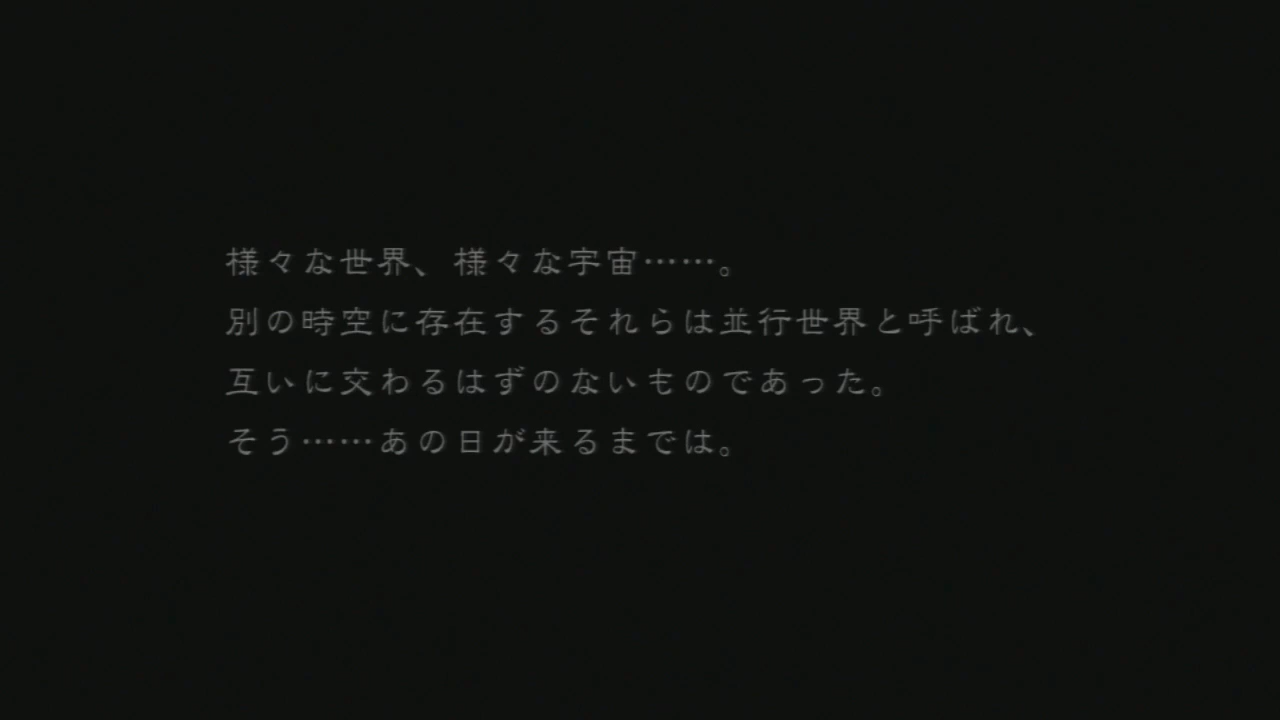 様々な世界、様々な宇宙……。
別の時空に存在するそれらは並行世界と呼ばれ、
互いに交わるはずのないものであった。
そう……あの日が来るまでは。